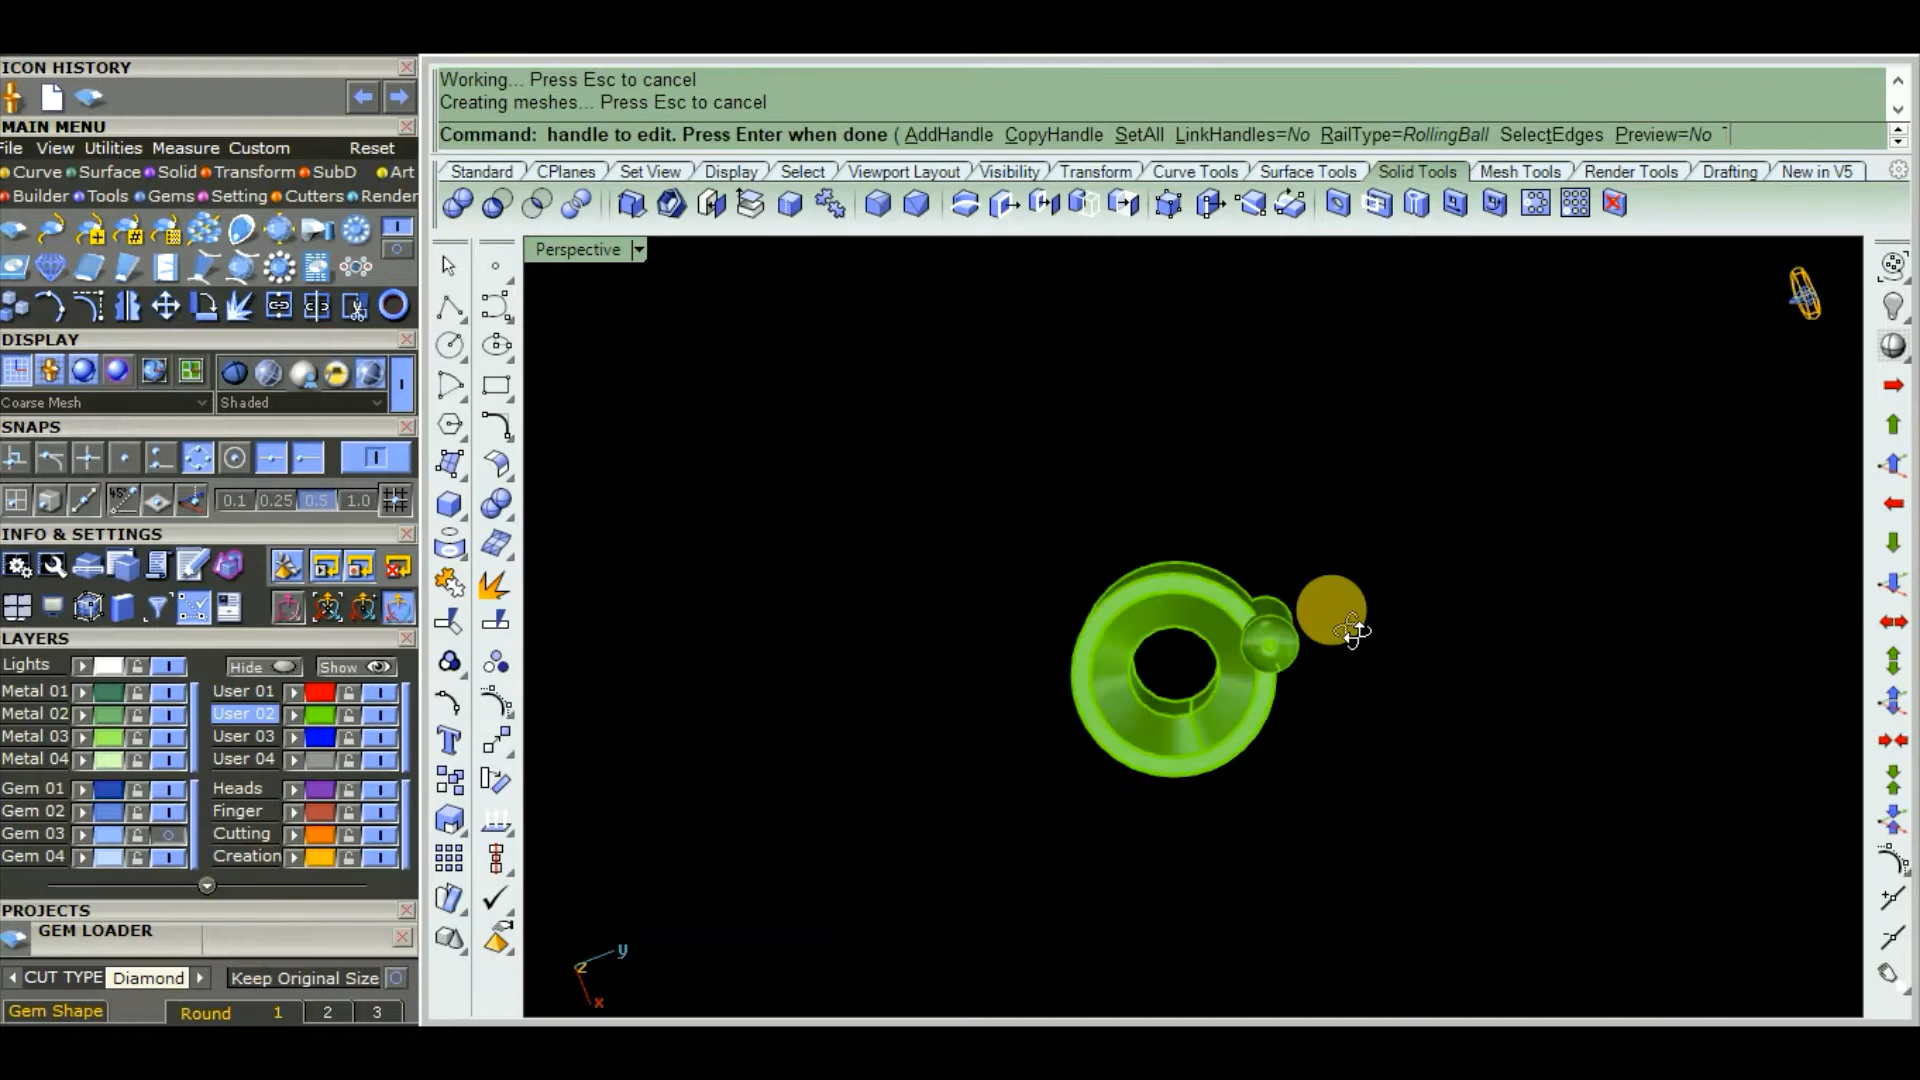 ICON HISTORY
MAIN MENU
File View Utilities Measure Custom Reset
Curve Surface Solid Transform SubD Art
Builder Tools Gems Setting Cutters Render
DISPLAY
Coarse Mesh Shaded
SNAPS
45° 0.1 0.25 0.5 1.0
INFO & SETTINGS
LAYERS
Lights Hide Show
Metal 01 User 01
Metal 02 User 02
Metal 03 User 03
Metal 04 User 04
Gem 01 Heads
Gem 02 Finger
Gem 03 Cutting
Gem 04 Creation
PROJECTS
GEM LOADER
CUT TYPE Diamond Keep Original Size
Gem Shape Round 1 2 3
Working... Press Esc to cancel
Creating meshes... Press Esc to cancel
Command: handle to edit. Press Enter when done ( AddHandle CopyHandle SetAll LinkHandles=No RailType=RollingBall SelectEdges Preview=No
Standard CPlanes Set View Display Select Viewport Layout Visibility Transform Curve Tools Surface Tools Solid Tools Mesh Tools Render Tools Drafting New in V5
Perspective
y
z
x